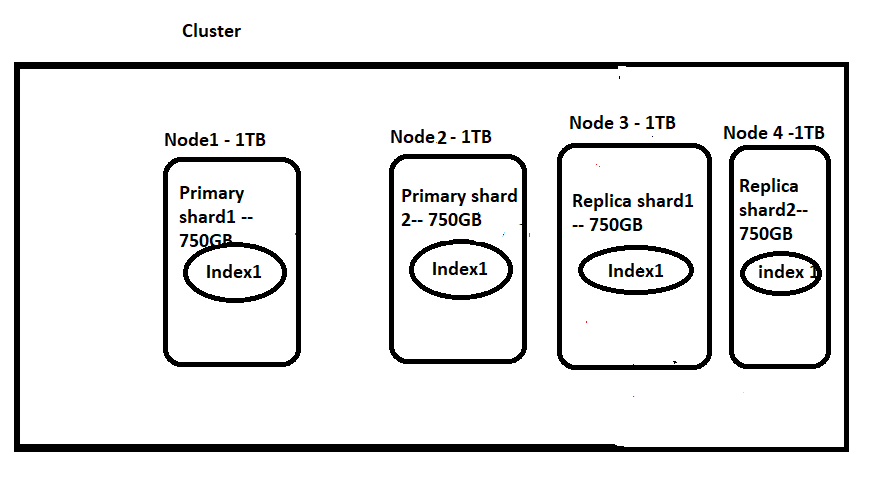 Cluster
Node1 - 1TB
Primary
shard1 --
750GB
Index1
Node2 - 1TB
Primary shard
2-- 750GB
Index1
Node 3 - 1TB
Replica shard1
-- 750GB
Index1
Node 4 -1TB
Replica
shard2--
750GB
index 1